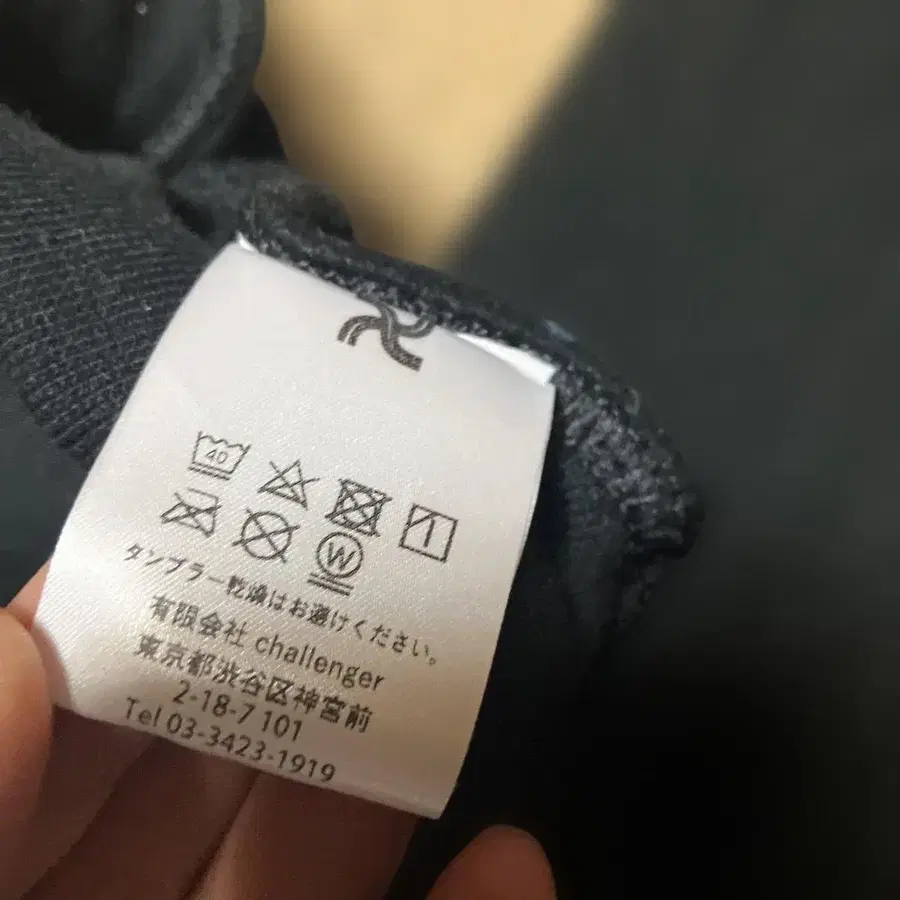 40
W
タンブラー乾燥はお避けください。
有限会社 challenger
東京都渋谷区神宮前
2-18-7 101
Tel 03-3423-1919